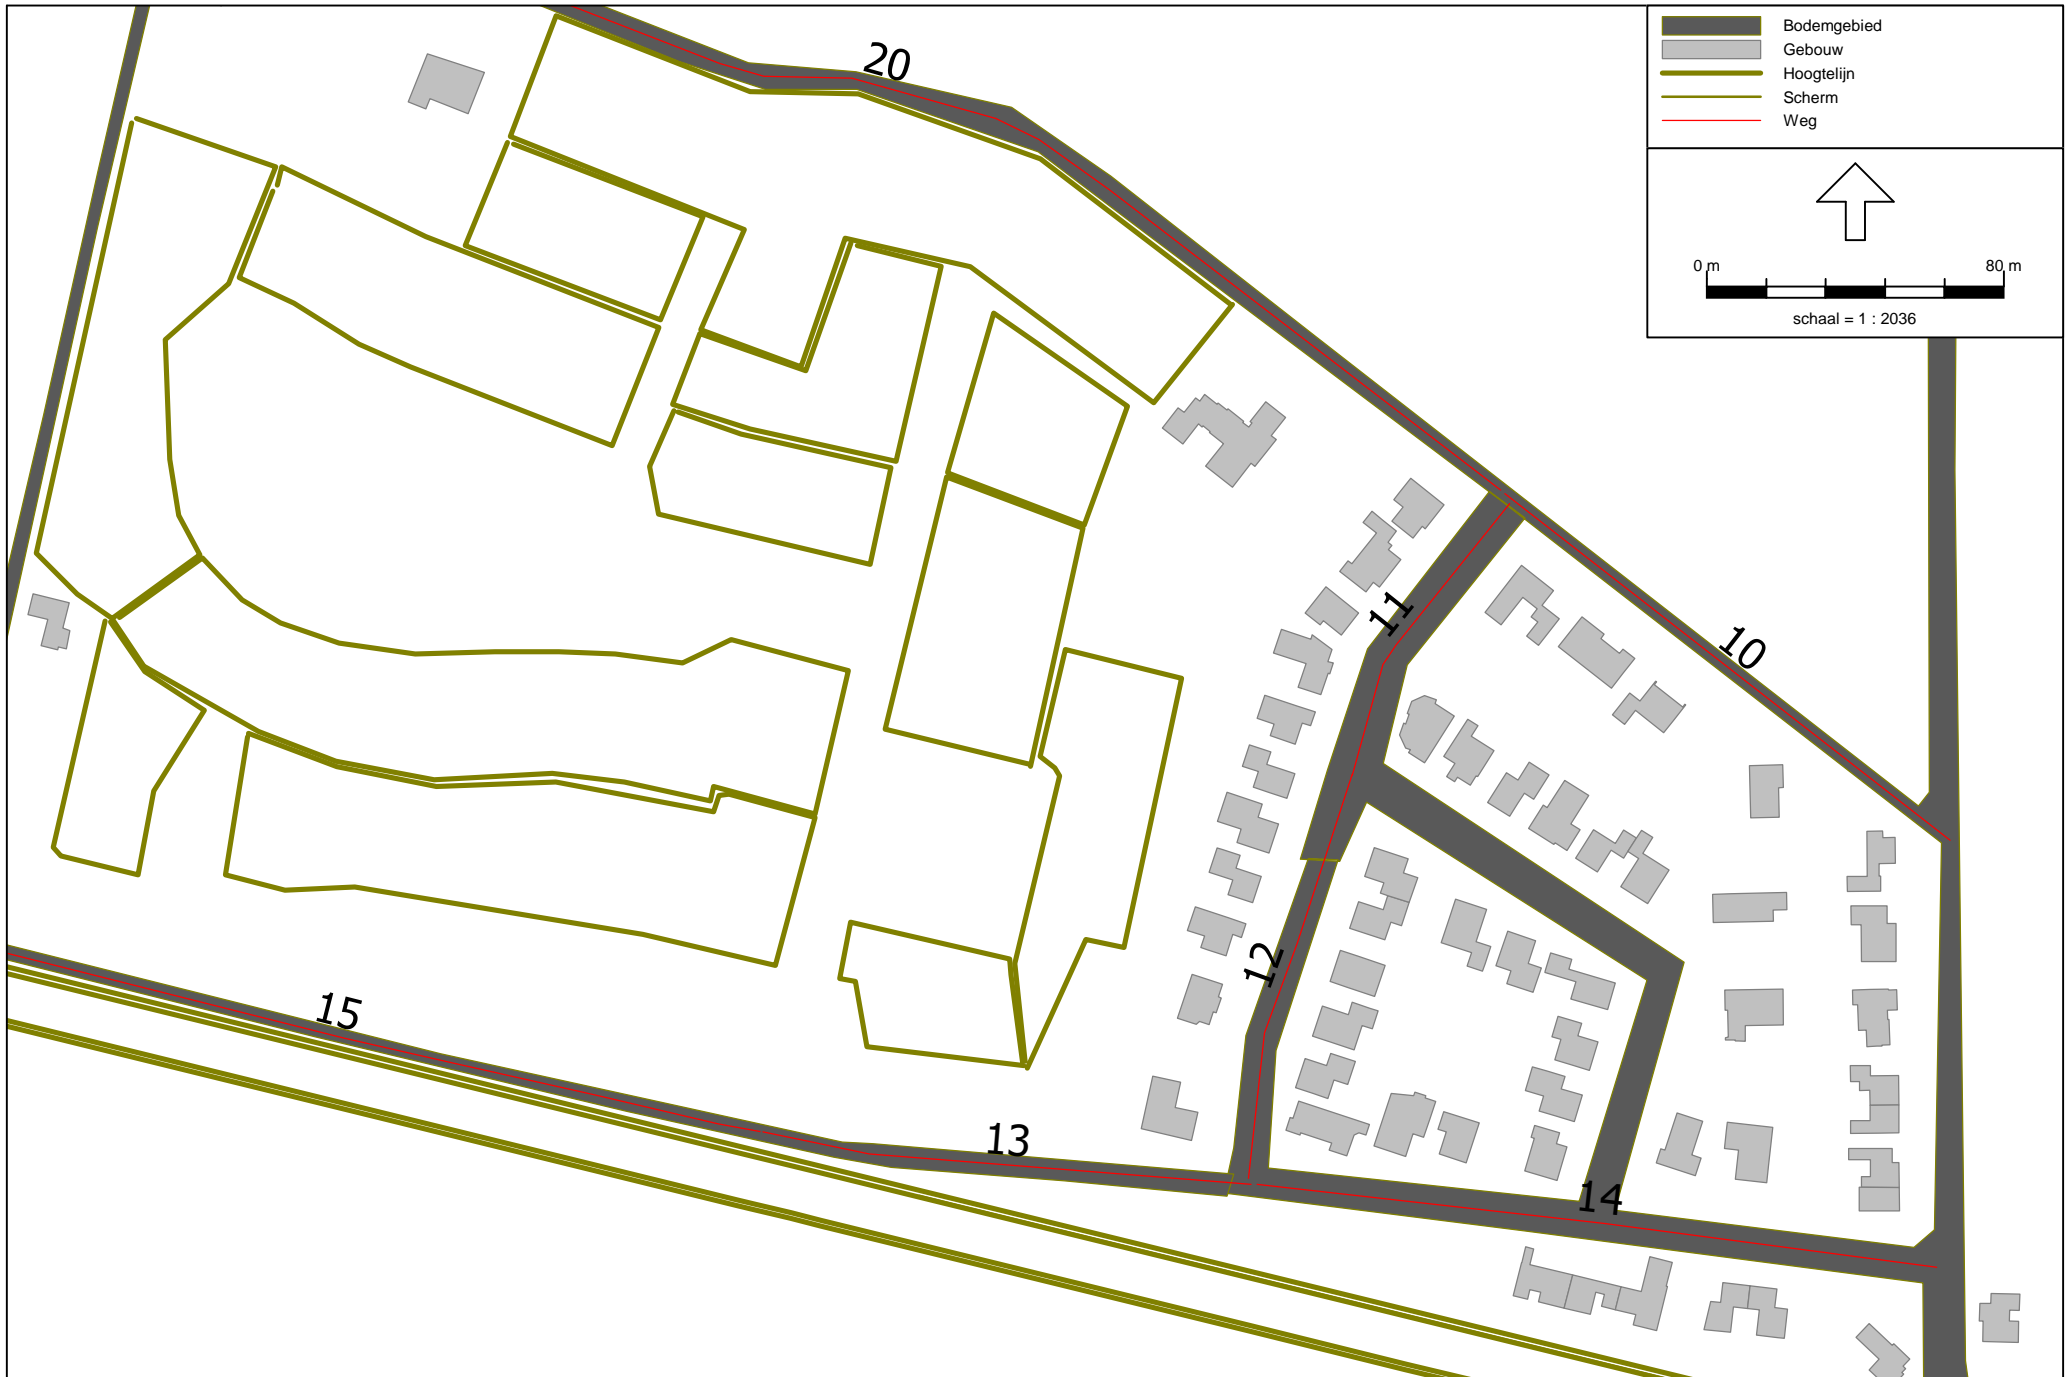 20
Bodemgebied
Gebouw
Hoogtelijn
Scherm
Weg
0 m 80 m
schaal = 1 : 2036
11
10
12
15
13
14